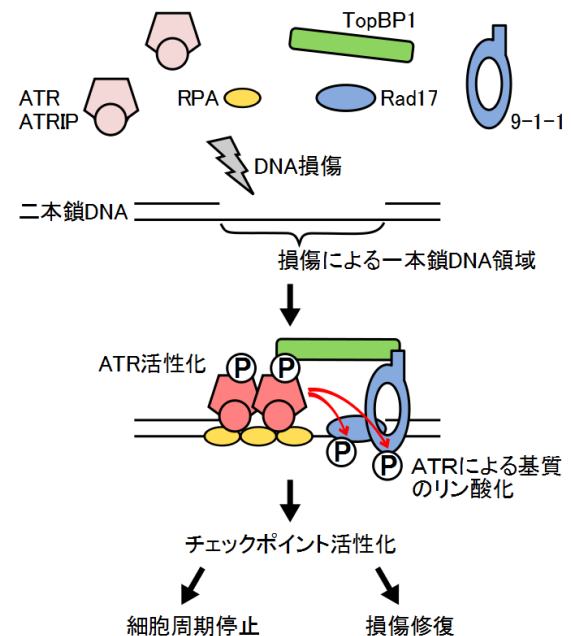 TopBP1
ATR
ATRIP
RPA
Rad17
9-1-1
DNA損傷
二本鎖DNA
損傷による一本鎖DNA領域
ATR活性化
P
P
P
P
ATRによる基質
のリン酸化
チェックポイント活性化
細胞周期停止
損傷修復